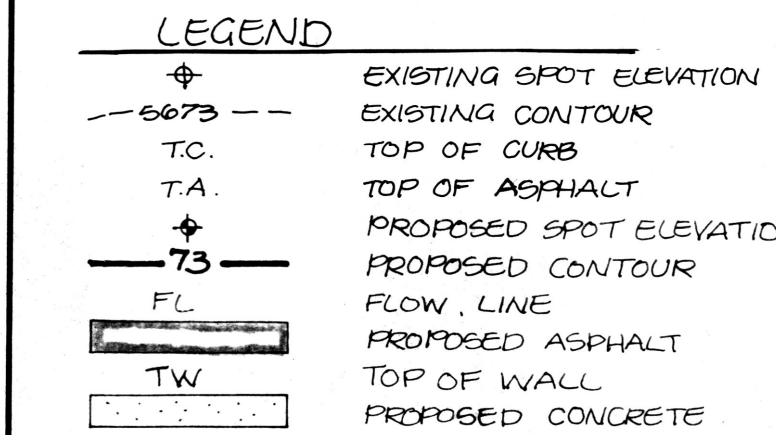 LEGEND
EXISTING SPOT ELEVATION
5673 EXISTING CONTOUR
T.C. TOP OF CURB
T.A. TOP OF ASPHALT
PROPOSED SPOT ELEVATIO
73 PROPOSED CONTOUR
FL FLOW. LINE
PROPOSED ASPHALT
TW TOP OF WALL
PROPOSED CONCRETE